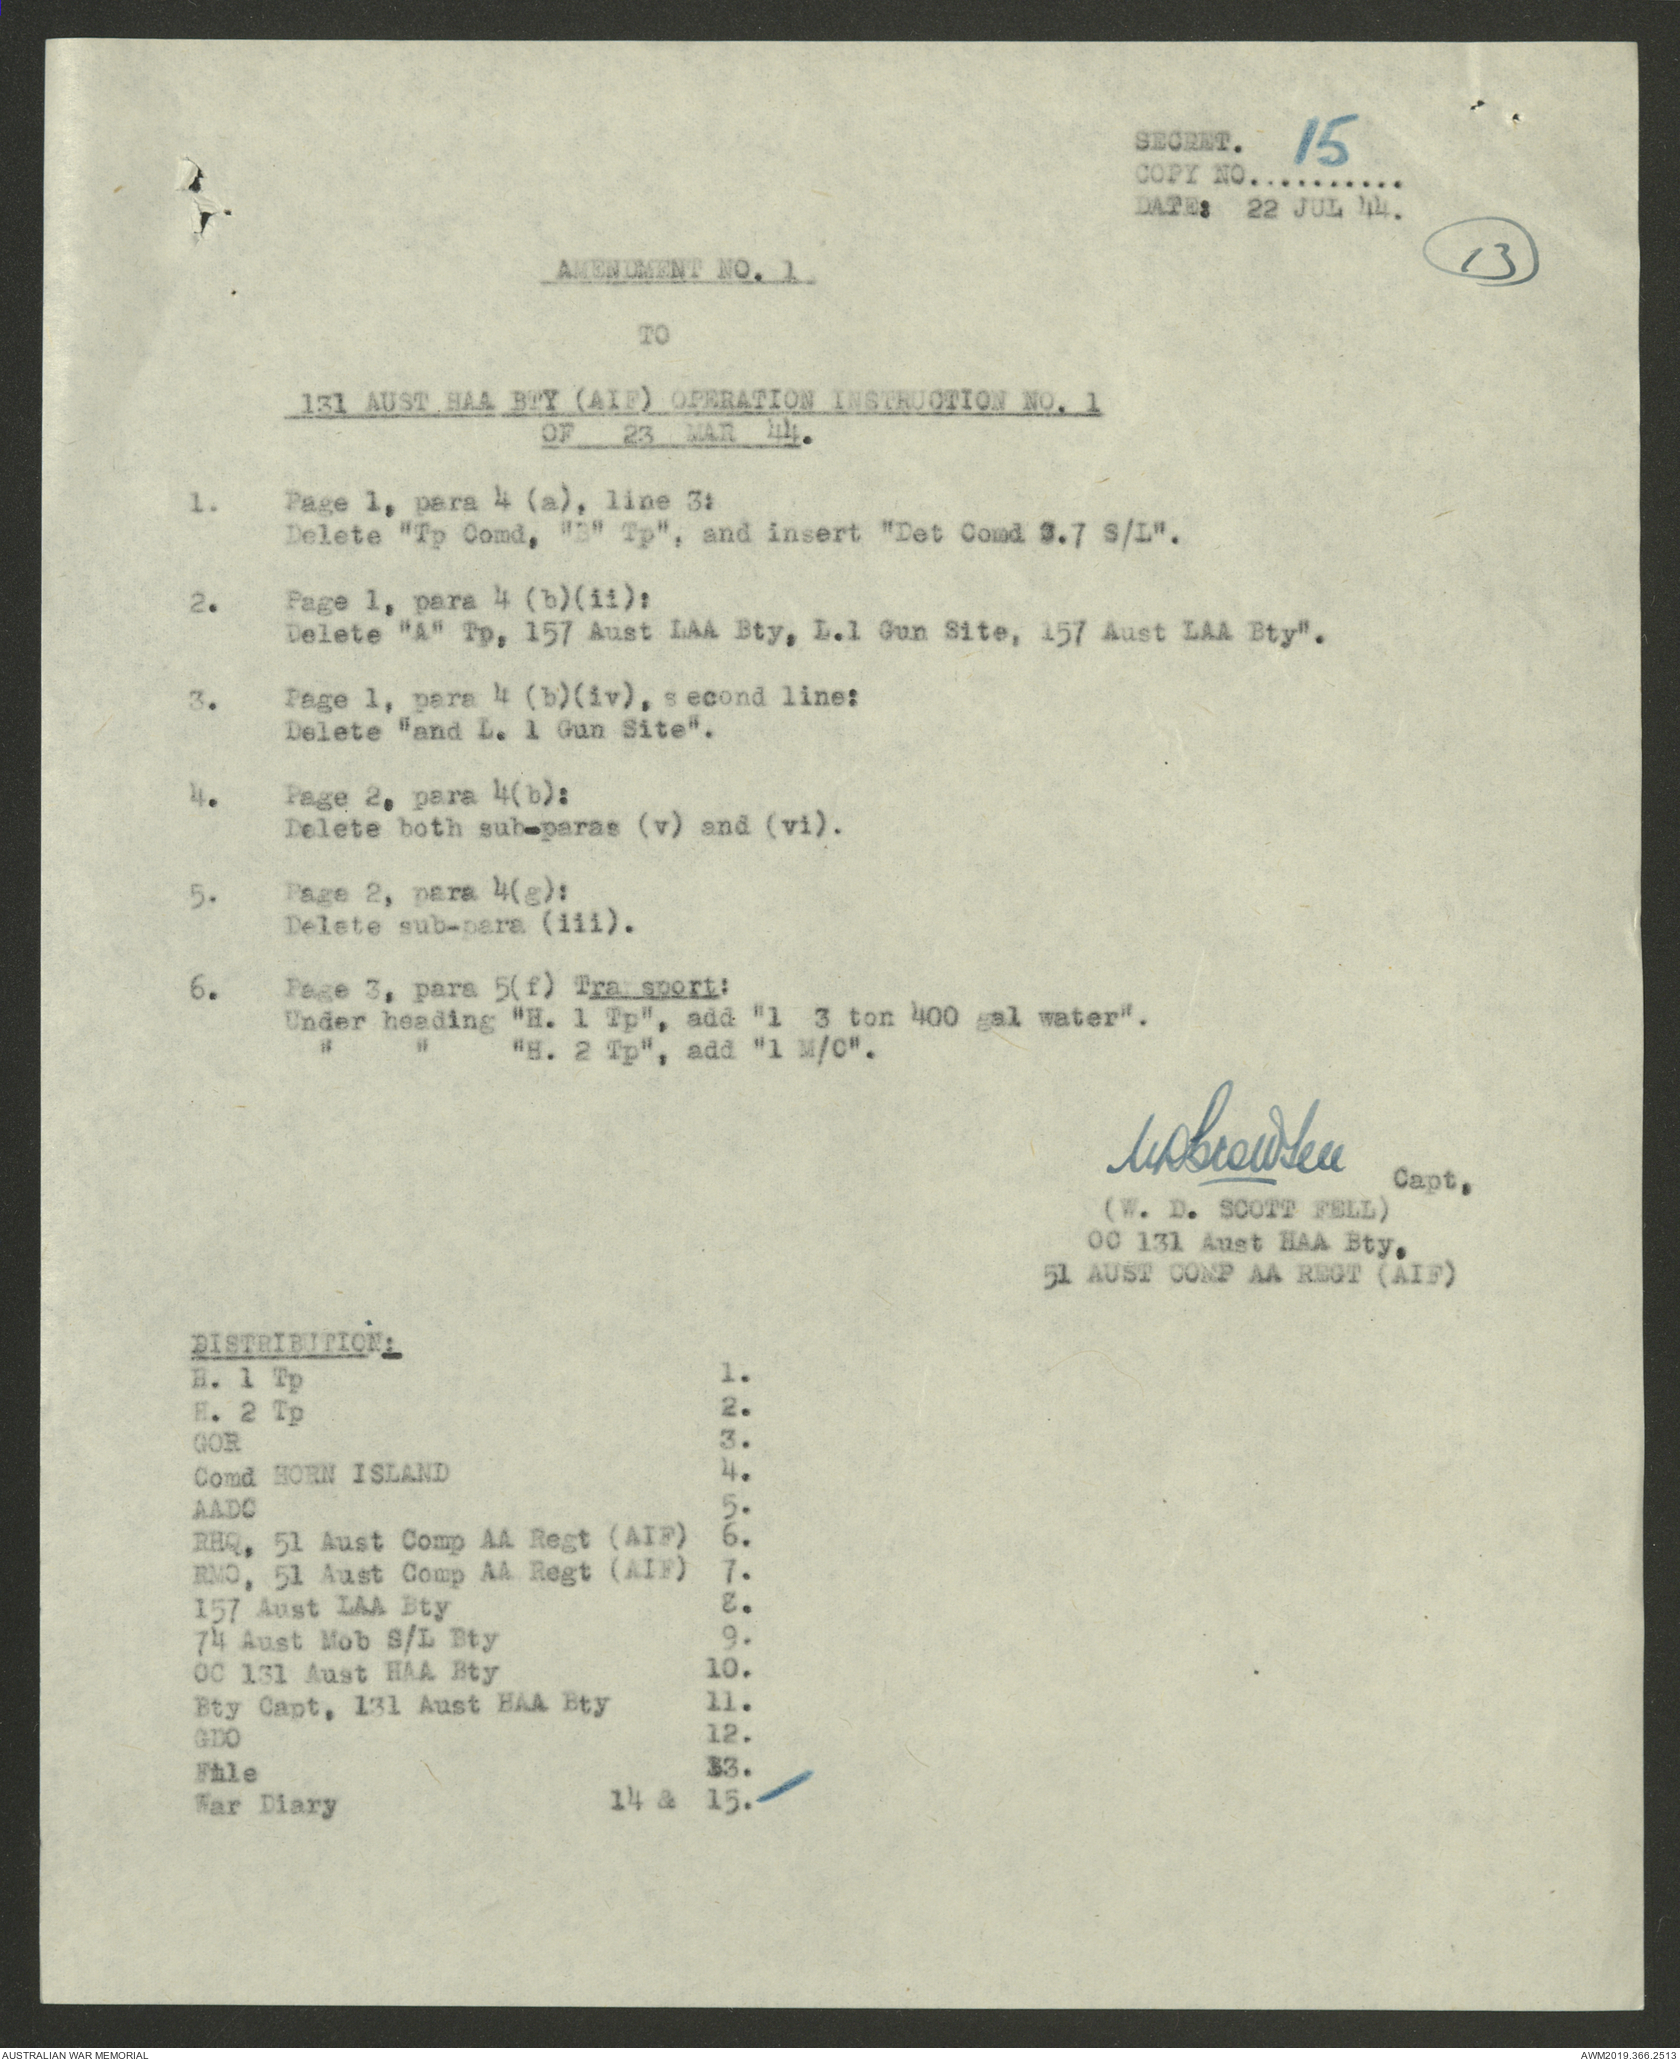 SECRET.
COPY NO. 15 ..........
DATE: 22 JUL 44.
13
AMENDMENT NO. 1
TO
131 AUST HAA BTY (AIF) OPERATION INSTRUCTION NO. 1
OF 23 MAR 44.
1. Page 1, para 4 (a), line 3:
Delete "Tp Comd, "B" Tp", and insert "Det Comd 3.7 S/L".
2. Page 1, para 4 (b)(ii):
Delete "A" Tp, 157 Aust LAA Bty, L.1 Gun Site, 157 Aust LAA Bty".
3. Page 1, para 4 (b)(iv), second line:
Delete "and L. 1 Gun Site".
4. Page 2, para 4(b):
Delete both sub-paras (v) and (vi).
5. Page 2, para 4(g):
Delete sub-para (iii).
6. Page 3, para 5(f) Transport:
Under heading "H. 1 Tp", add "1 3 ton 400 gal water".
" " "H. 2 Tp", add "1 M/C".
Capt,
(W. D. SCOTT FELL)
OC 131 Aust HAA Bty,
51 AUST COMP AA REGT (AIF)
DISTRIBUTION:
H. 1 Tp 1.
H. 2 Tp 2.
GOR 3.
Comd HORN ISLAND 4.
AADC 5.
RHQ, 51 Aust Comp AA Regt (AIF) 6.
RMO, 51 Aust Comp AA Regt (AIF) 7.
157 Aust LAA Bty 8.
74 Aust Mob S/L Bty 9.
OC 131 Aust HAA Bty 10.
Bty Capt, 131 Aust HAA Bty 11.
GDO 12.
File 13.
War Diary 14 & 15.
AUSTRALIAN WAR MEMORIAL
AWM2019.366.2513